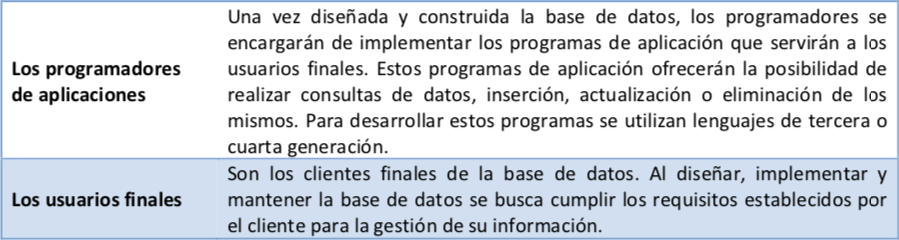 Los programadores
de aplicaciones
Una vez diseñada y construida la base de datos, los programadores se
encargarán de implementar los programas de aplicación que servirán a los
usuarios finales. Estos programas de aplicación ofrecerán la posibilidad de
realizar consultas de datos, inserción, actualización o eliminación de los
mismos. Para desarrollar estos programas se utilizan lenguajes de tercera o
cuarta generación.
Los usuarios finales
Son los clientes finales de la base de datos. Al diseñar, implementar y
mantener la base de datos se busca cumplir los requisitos establecidos por
el cliente para la gestión de su información.